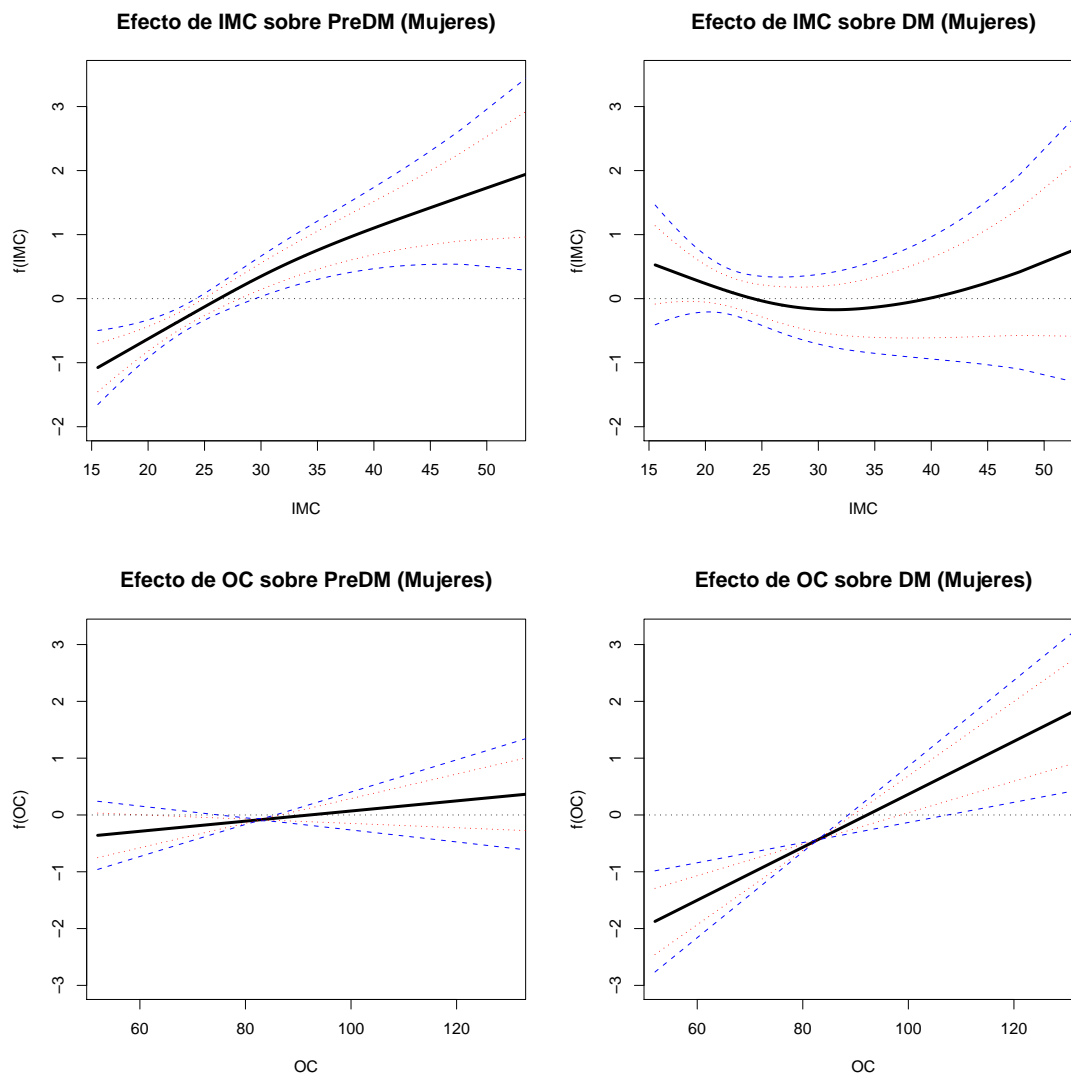 Efecto de IMC sobre PreDM (Mujeres)
f(IMC)
3
2
1
0
−1
−2
15 20 25 30 35 40 45 50
IMC
Efecto de IMC sobre DM (Mujeres)
f(IMC)
3
2
1
0
−1
−2
15 20 25 30 35 40 45 50
IMC
Efecto de OC sobre PreDM (Mujeres)
f(OC)
3
2
1
0
−1
−2
−3
60 80 100 120
OC
Efecto de OC sobre DM (Mujeres)
f(OC)
3
2
1
0
−1
−2
−3
60 80 100 120
OC